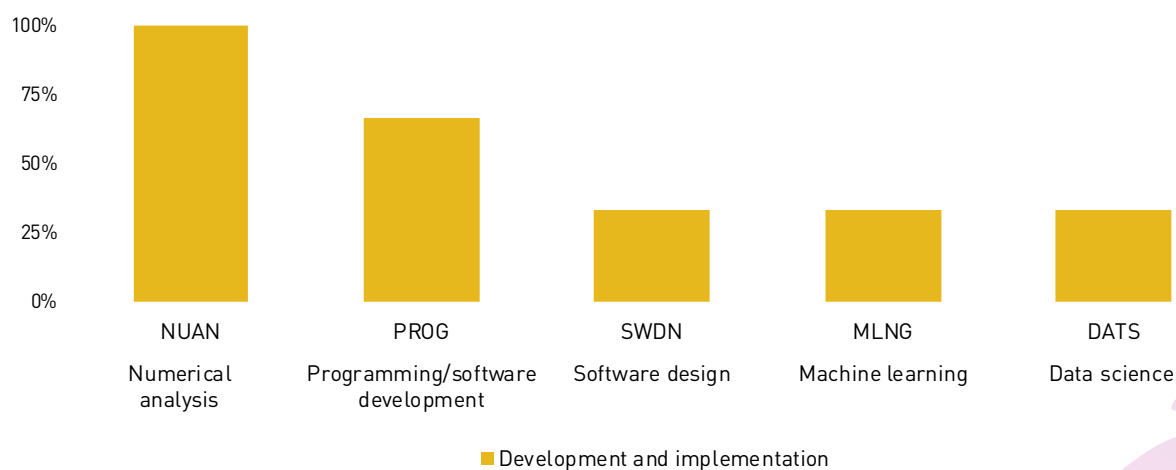 100%
75%
50%
25%
0%
NUAN
PROG
SWDN
MLNG
DATS
Numerical
analysis
Programming/software
development
Software design
Machine learning
Data science
Development and implementation